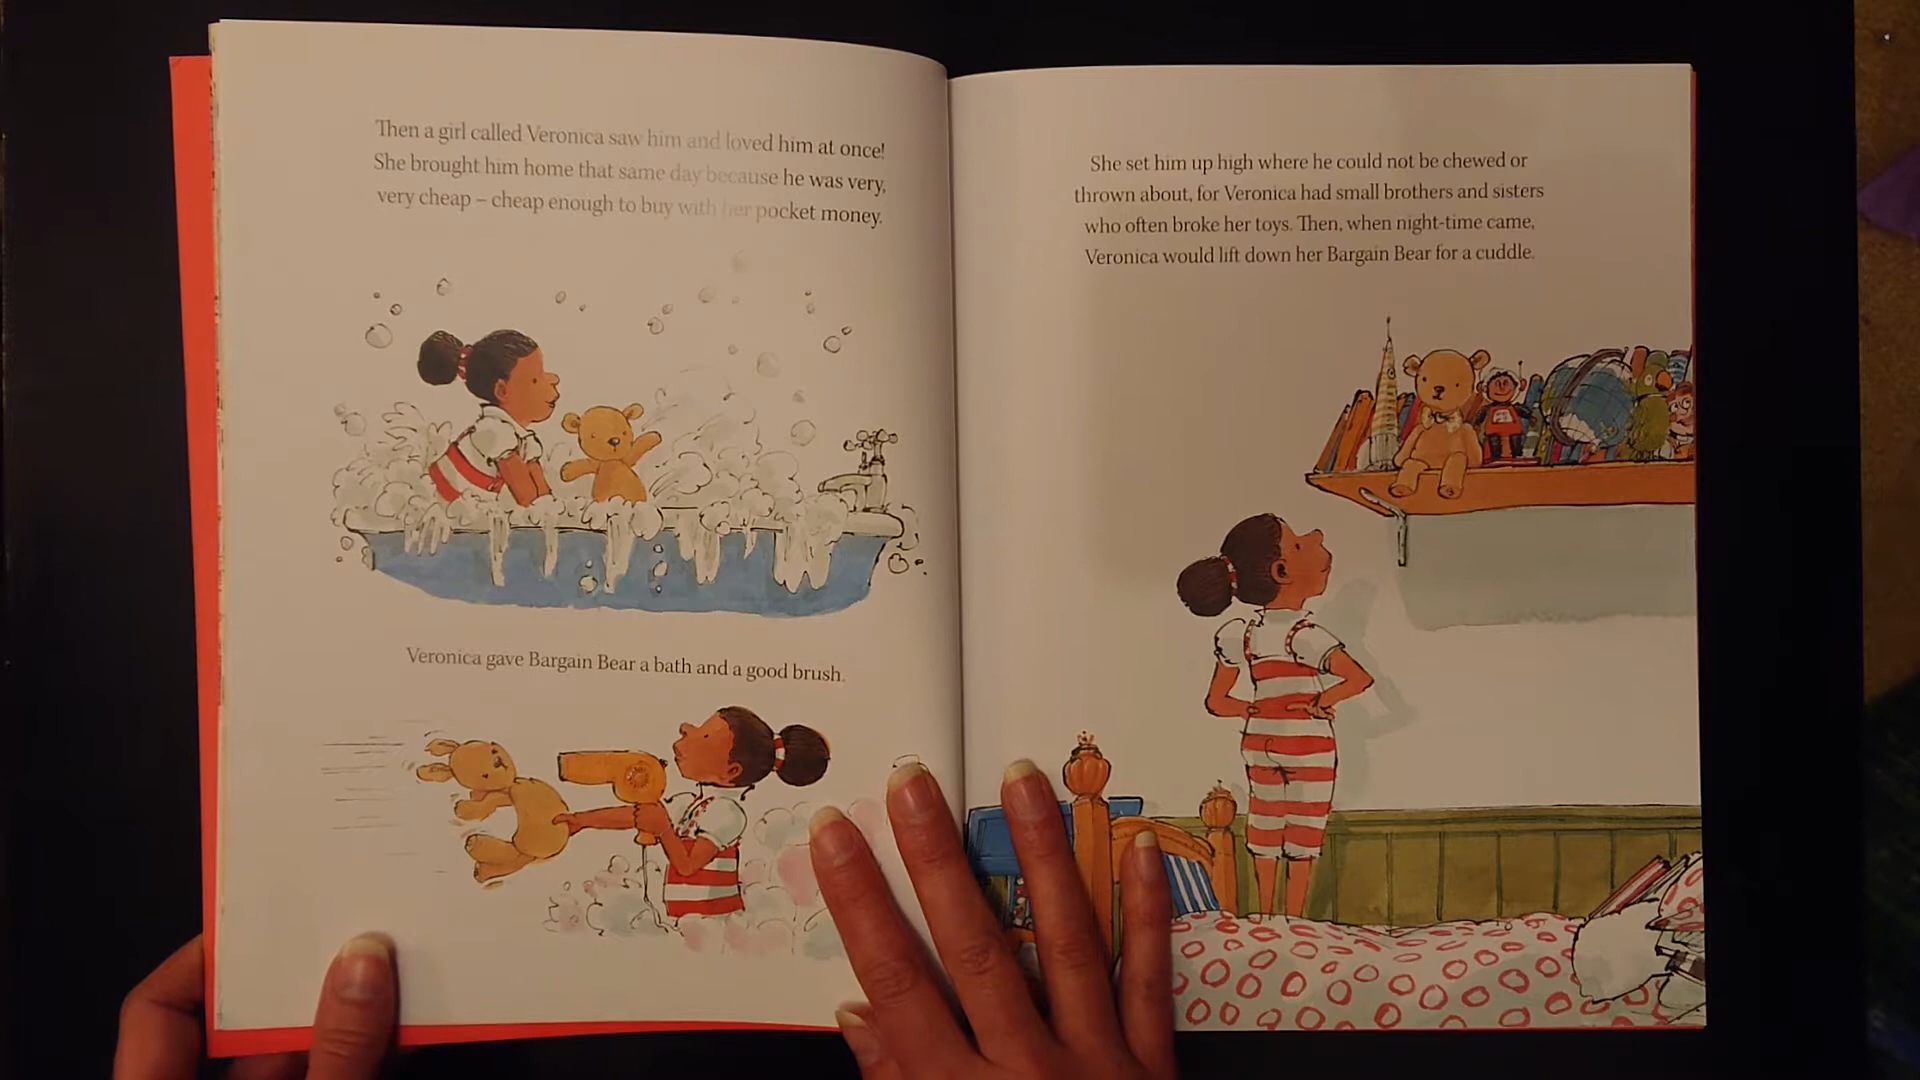 Then a girl called Veronica saw him and loved him at once!
She brought him home that same day because he was very,
very cheap – cheap enough to buy with her pocket money.
Veronica gave Bargain Bear a bath and a good brush.
She set him up high where he could not be chewed or
thrown about, for Veronica had small brothers and sisters
who often broke her toys. Then, when night-time came,
Veronica would lift down her Bargain Bear for a cuddle.